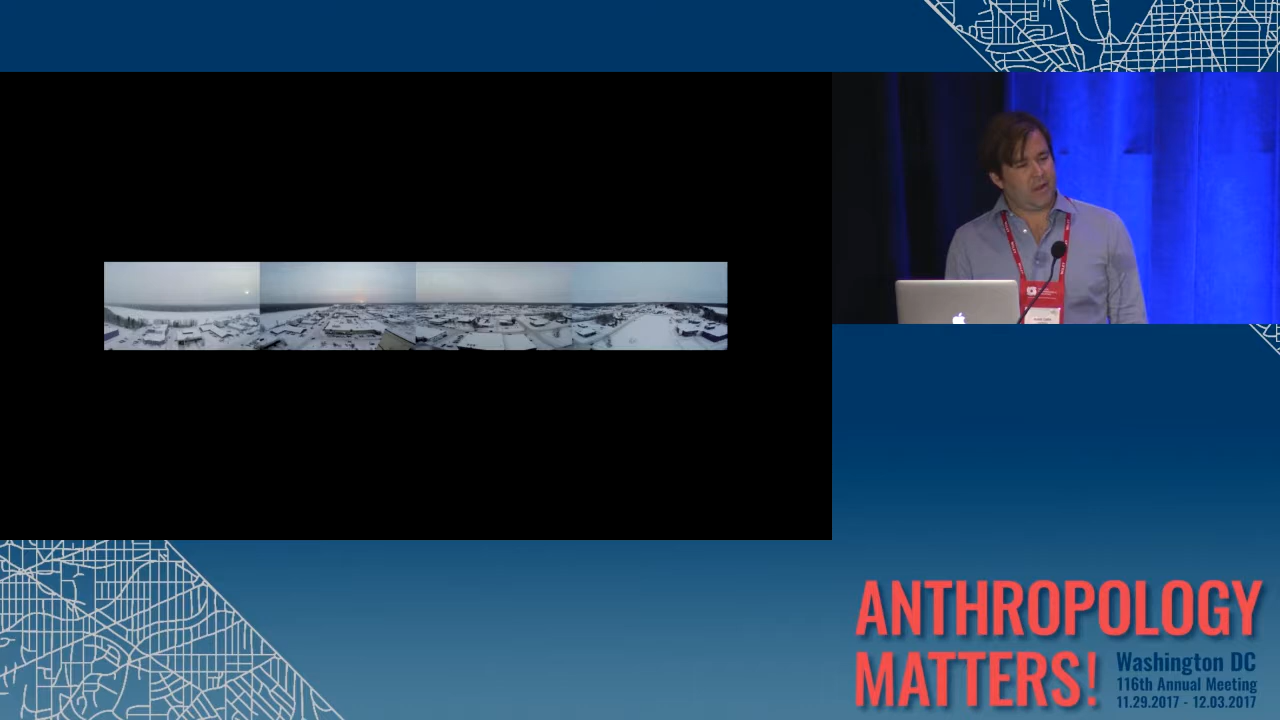 ANTHROPOLOGY
MATTERS!
Washington DC
116th Annual Meeting
11.29.2017 - 12.03.2017